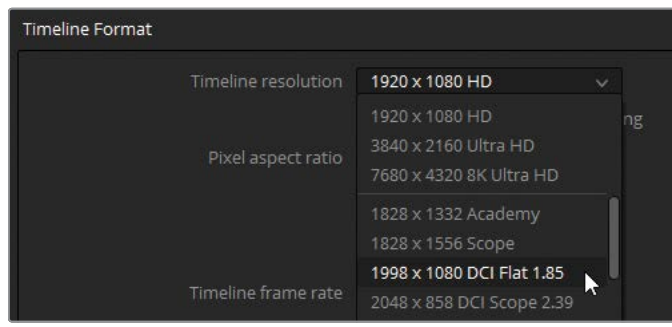 Timeline Format
Timeline resolution 1920 x 1080 HD
1920 x 1080 HD
ng
3840 x 2160 Ultra HD
Pixel aspect ratio
7680 x 4320 8K Ultra HD
1828 x 1332 Academy
1828 x 1556 Scope
1998 x 1080 DCI Flat 1.85
Timeline frame rate
2048 x 858 DCI Scope 2.39